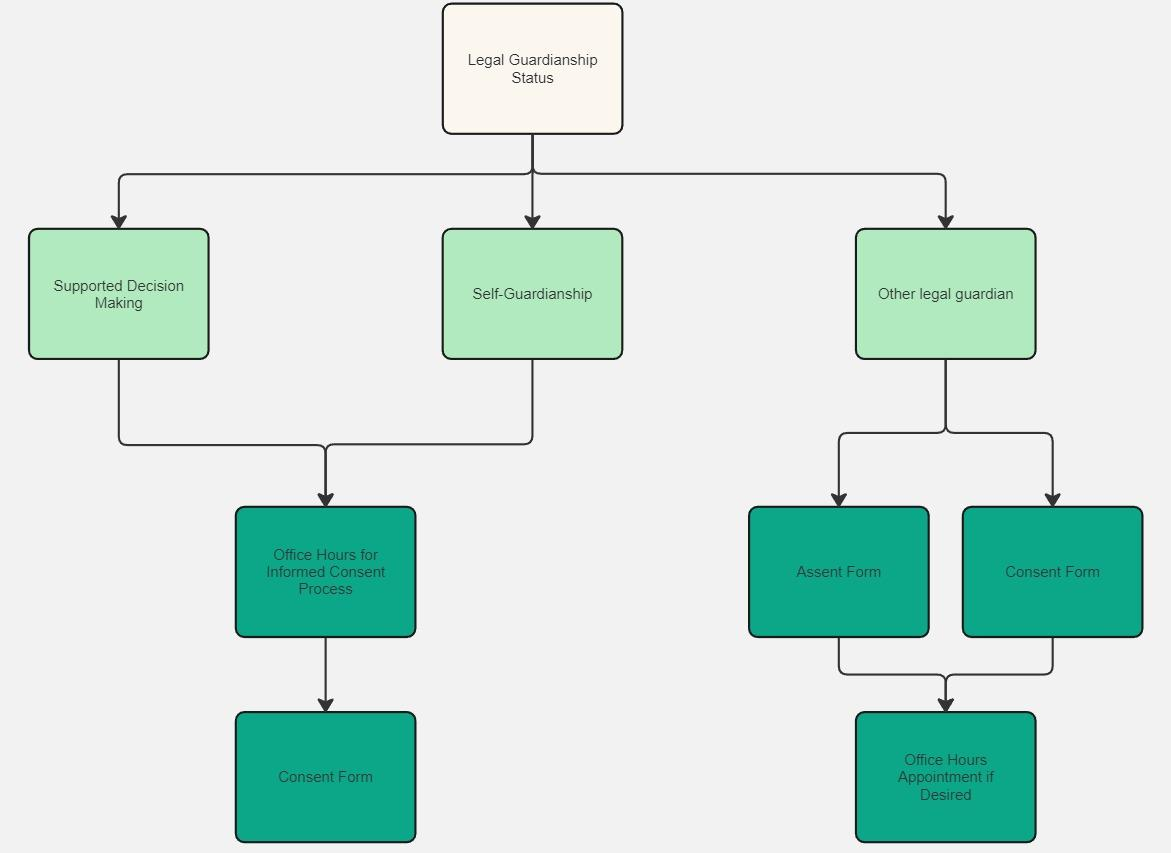 Legal Guardianship
Status
Supported Decision
Making
Self-Guardianship
Other legal guardian
Office Hours for
Informed Consent
Process
Assent Form
Consent Form
Consent Form
Office Hours
Appointment if
Desired